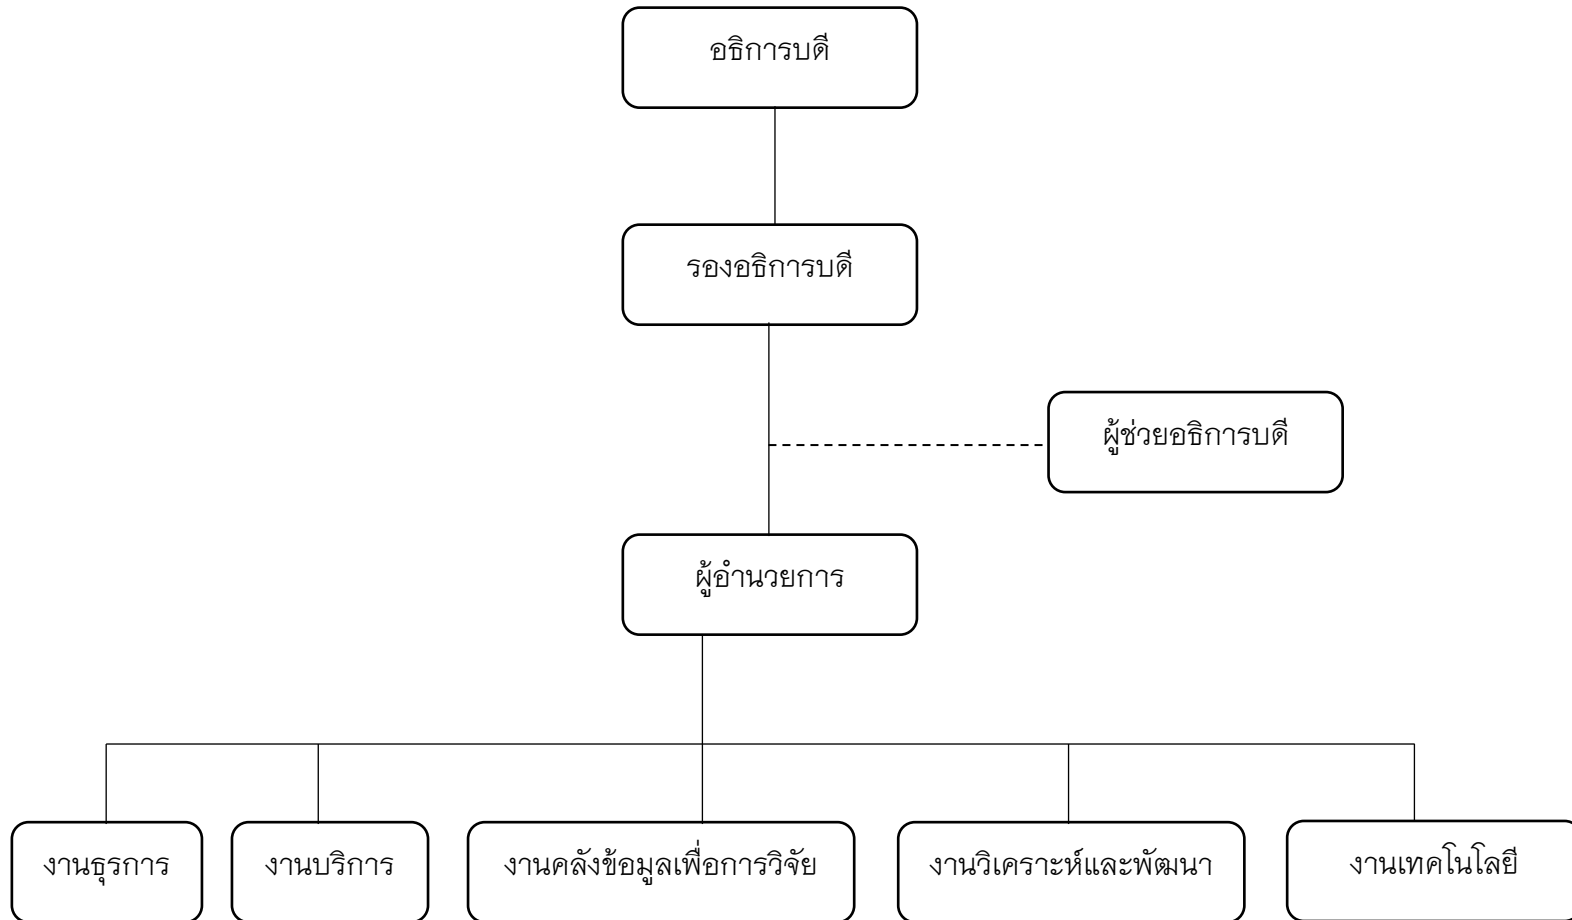 อธิการบดี
รองอธิการบดี
ผู้ช่วยอธิการบดี
ผู้อำนวยการ
งานธุรการ
งานบริการ
งานคลังข้อมูลเพื่อการวิจัย
งานวิเคราะห์และพัฒนา
งานเทคโนโลยี